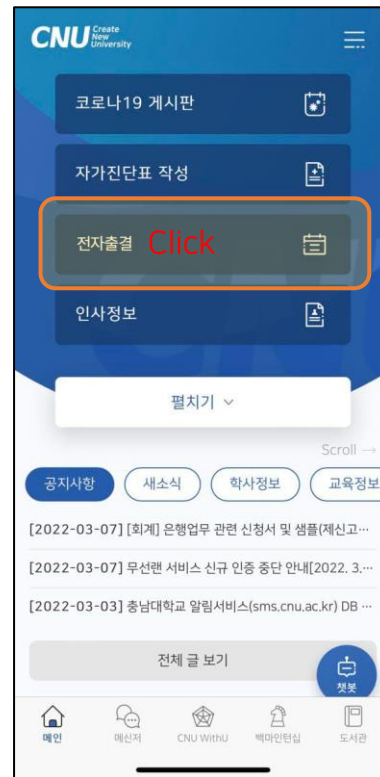 CNU Create
New
University
코로나19 게시판
자가진단표 작성
전자출결 Click
인사정보
펼치기
Scroll →
공지사항 새소식 학사정보 교육정보
[2022-03-07] [회계] 은행업무 관련 신청서 및 샘플(제신고…
[2022-03-07] 무선랜 서비스 신규 인증 중단 안내[2022. 3.…
[2022-03-03] 충남대학교 알림서비스(sms.cnu.ac.kr) DB …
전체 글 보기
챗봇
메인 메신저 CNU WithU 백마인턴십 도서관